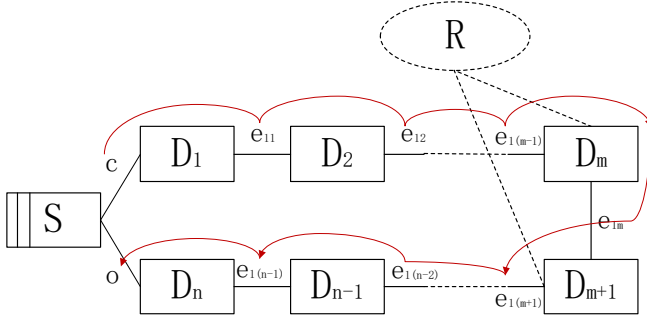 R
e₁₁ e₁₂ e₁₍ₘ₋₁₎
c D₁ D₂ Dₘ
S e₁ₘ
o e₁₍ₙ₋₁₎ e₁₍ₙ₋₂₎ e₁₍ₘ₊₁₎
Dₙ Dₙ₋₁ Dₘ₊₁